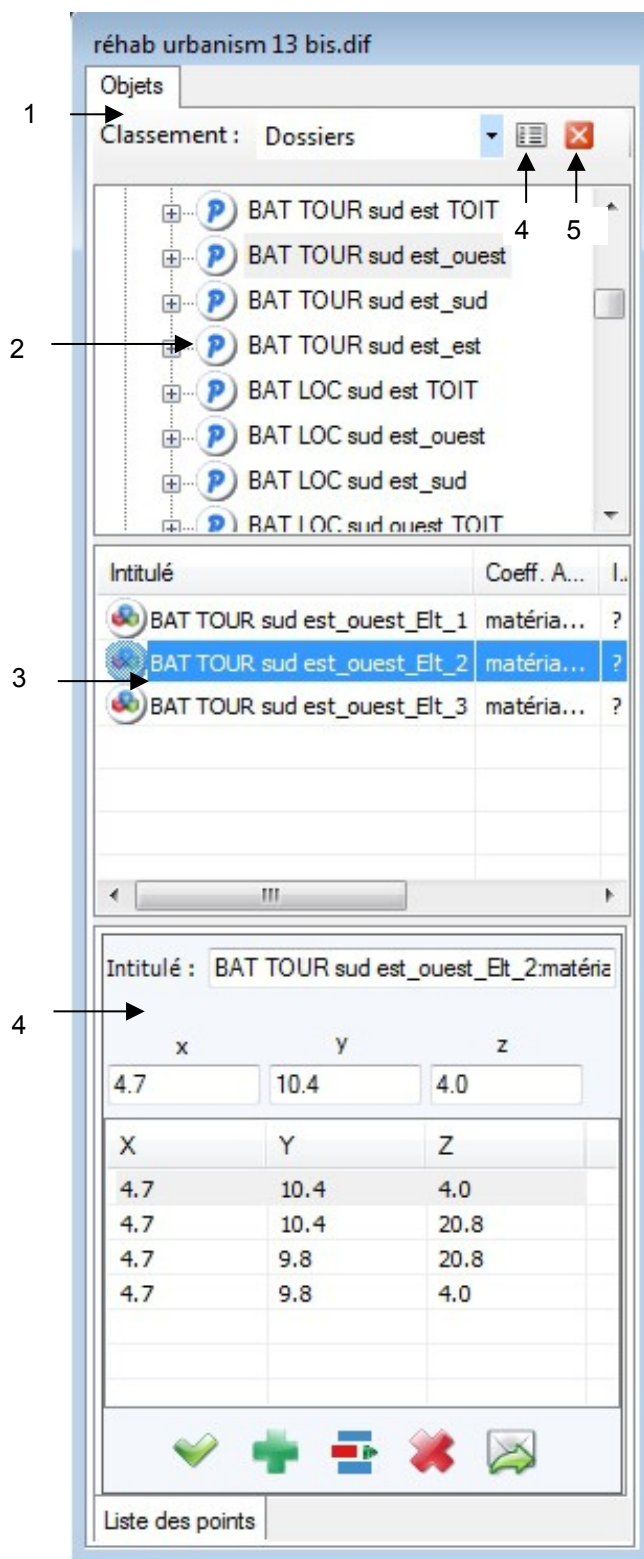 réhab urbanism 13 bis.dif
Objets
1
Classement : Dossiers
4 5
BAT TOUR sud est TOIT
BAT TOUR sud est_ouest
BAT TOUR sud est_sud
2
BAT TOUR sud est_est
BAT LOC sud est TOIT
BAT LOC sud est_ouest
BAT LOC sud est_sud
BAT LOC sud ouest TOIT
Intitulé Coeff. A... I..
BAT TOUR sud est_ouest_Elt_1 matéria... ?
BAT TOUR sud est_ouest_Elt_2 matéria... ?
3
BAT TOUR sud est_ouest_Elt_3 matéria... ?
Intitulé : BAT TOUR sud est_ouest_Elt_2:matéria
4
x y z
4.7 10.4 4.0
X Y Z
4.7 10.4 4.0
4.7 10.4 20.8
4.7 9.8 20.8
4.7 9.8 4.0
Liste des points